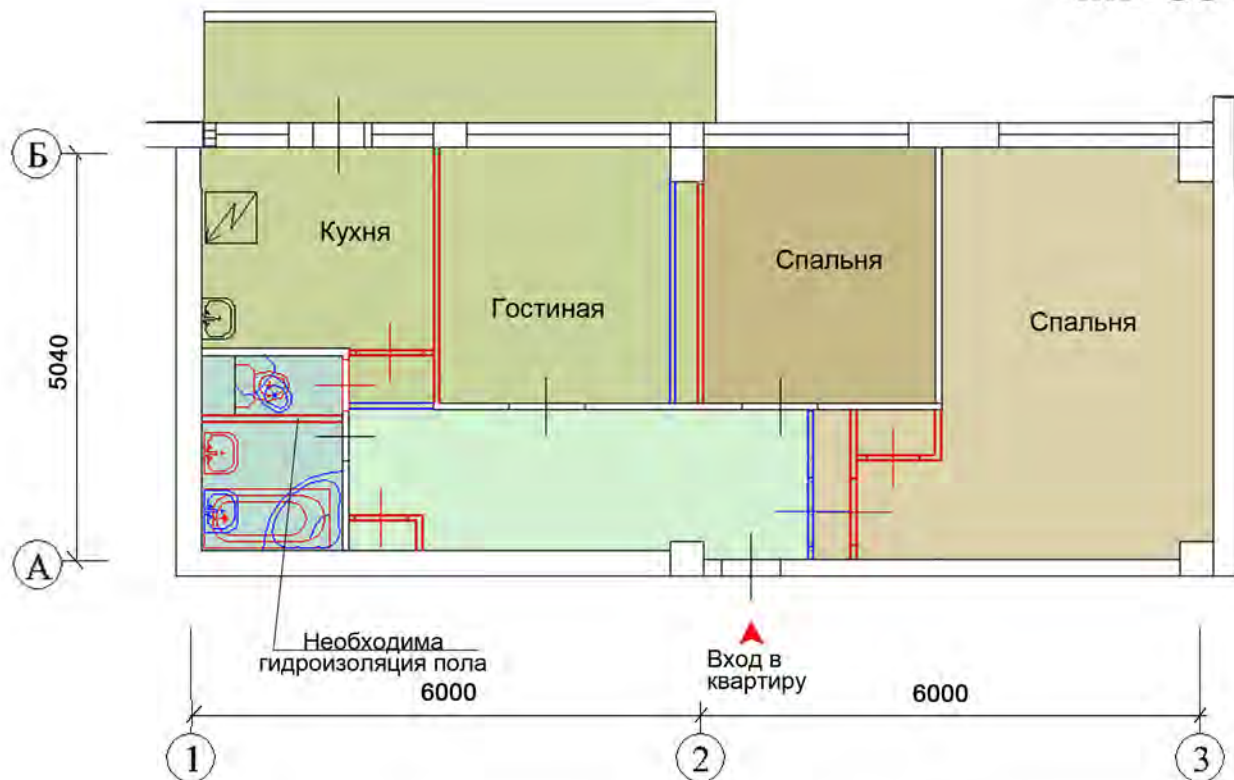 Б
Кухня
Спальня
Гостиная
Спальня
5040
А
Необходима
гидроизоляция пола
Вход в
квартиру
6000
6000
1
2
3